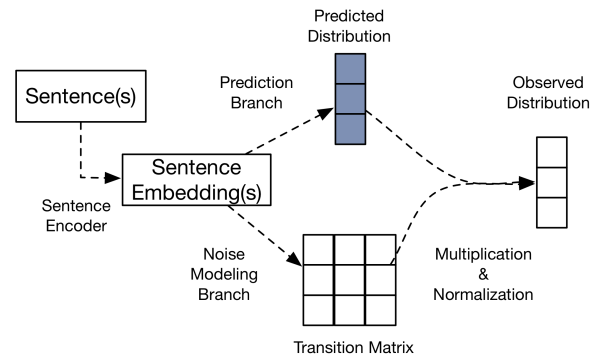 Predicted
Distribution
Sentence(s)
Prediction
Branch
Observed
Distribution
Sentence
Embedding(s)
Sentence
Encoder
Noise
Modeling
Branch
Multiplication
&
Normalization
Transition Matrix